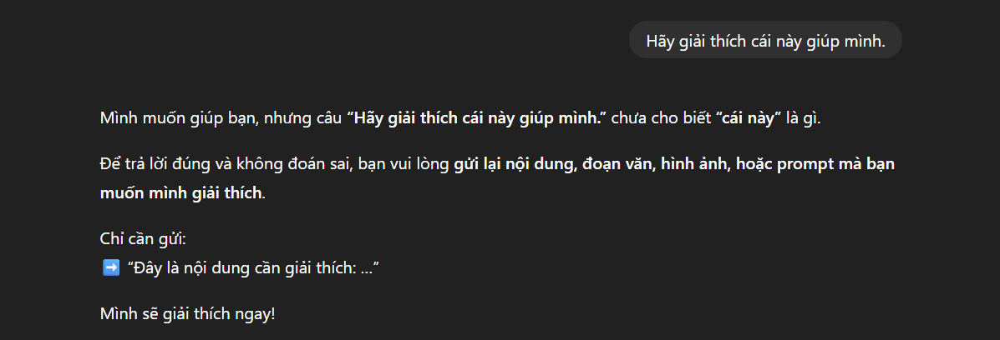 Hãy giải thích cái này giúp mình.
Mình muốn giúp bạn, nhưng câu “Hãy giải thích cái này giúp mình.” chưa cho biết “cái này” là gì.
Để trả lời đúng và không đoán sai, bạn vui lòng gửi lại nội dung, đoạn văn, hình ảnh, hoặc prompt mà bạn
muốn mình giải thích.
Chỉ cần gửi:
➡️ “Đây là nội dung cần giải thích: …”
Mình sẽ giải thích ngay!